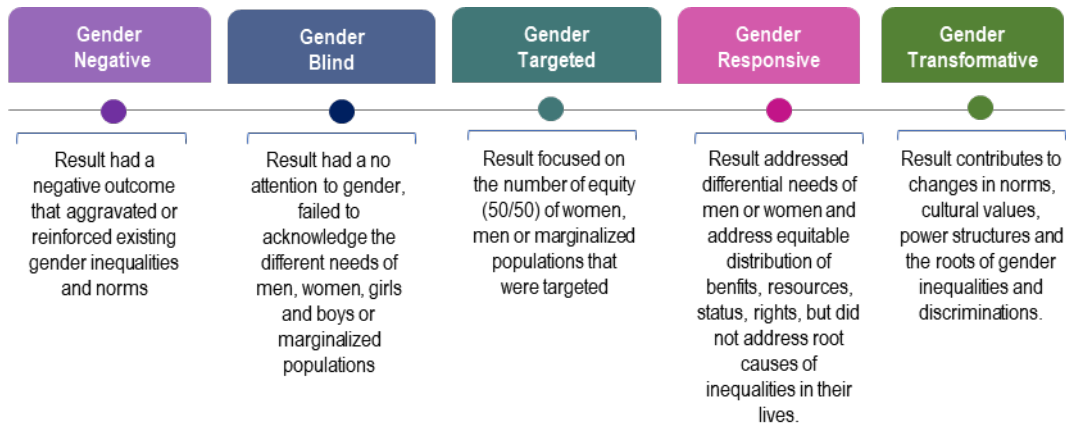 Gender
Negative
Gender
Blind
Gender
Targeted
Gender
Responsive
Gender
Transformative
Result had a
negative outcome
that aggravated or
reinforced existing
gender inequalities
and norms
Result had a no
attention to gender,
failed to
acknowledge the
different needs of
men, women, girls
and boys or
marginalized
populations
Result focused on
the number of equity
(50/50) of women,
men or marginalized
populations that
were targeted
Result addressed
differential needs of
men or women and
address equitable
distribution of
benfits, resources,
status, rights, but did
not address root
causes of
inequalities in their
lives.
Result contributes to
changes in norms,
cultural values,
power structures and
the roots of gender
inequalities and
discriminations.